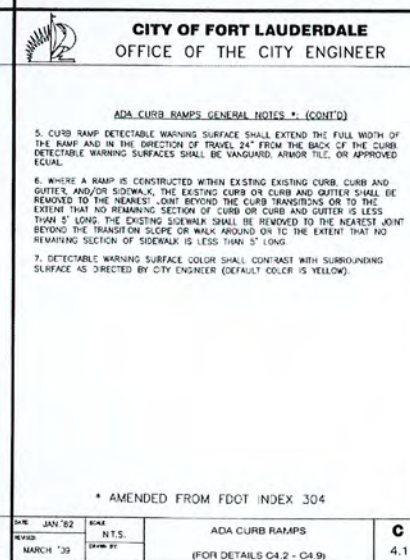 CITY OF FORT LAUDERDALE
OFFICE OF THE CITY ENGINEER
ADA CURB RAMPS GENERAL NOTES *: (CONT'D)
5. CURB RAMP DETECTABLE WARNING SURFACE SHALL EXTEND THE FULL WIDTH OF
THE RAMP AND IN THE DIRECTION OF TRAVEL 24" FROM THE BACK OF THE CURB.
DETECTABLE WARNING SURFACES SHALL BE VANGUARD, ARMOR TILE, OR APPROVED
EQUAL.
6. WHERE A RAMP IS CONSTRUCTED WITHIN EXISTING EXISTING CURB, CURB AND
GUTTER, AND/OR SIDEWALK, THE EXISTING CURB OR CURB AND GUTTER SHALL BE
REMOVED TO THE NEAREST JOINT BEYOND THE CURB TRANSITIONS OR TO THE
EXTENT THAT NO REMAINING SECTION OF CURB OR CURB AND GUTTER IS LESS
THAN 5' LONG. THE EXISTING SIDEWALK SHALL BE REMOVED TO THE NEAREST JOINT
BEYOND THE TRANSITION SLOPE OR WALK AROUND OR TO THE EXTENT THAT NO
REMAINING SECTION OF SIDEWALK IS LESS THAN 5' LONG.
7. DETECTABLE WARNING SURFACE COLOR SHALL CONTRAST WITH SURROUNDING
SURFACE AS DIRECTED BY CITY ENGINEER (DEFAULT COLOR IS YELLOW).
* AMENDED FROM FDOT INDEX 304
DATE JAN.'82
SCALE N.T.S.
ADA CURB RAMPS
C
REVISED MARCH '09
DRAWN BY
(FOR DETAILS C4.2 - C4.9)
4.1